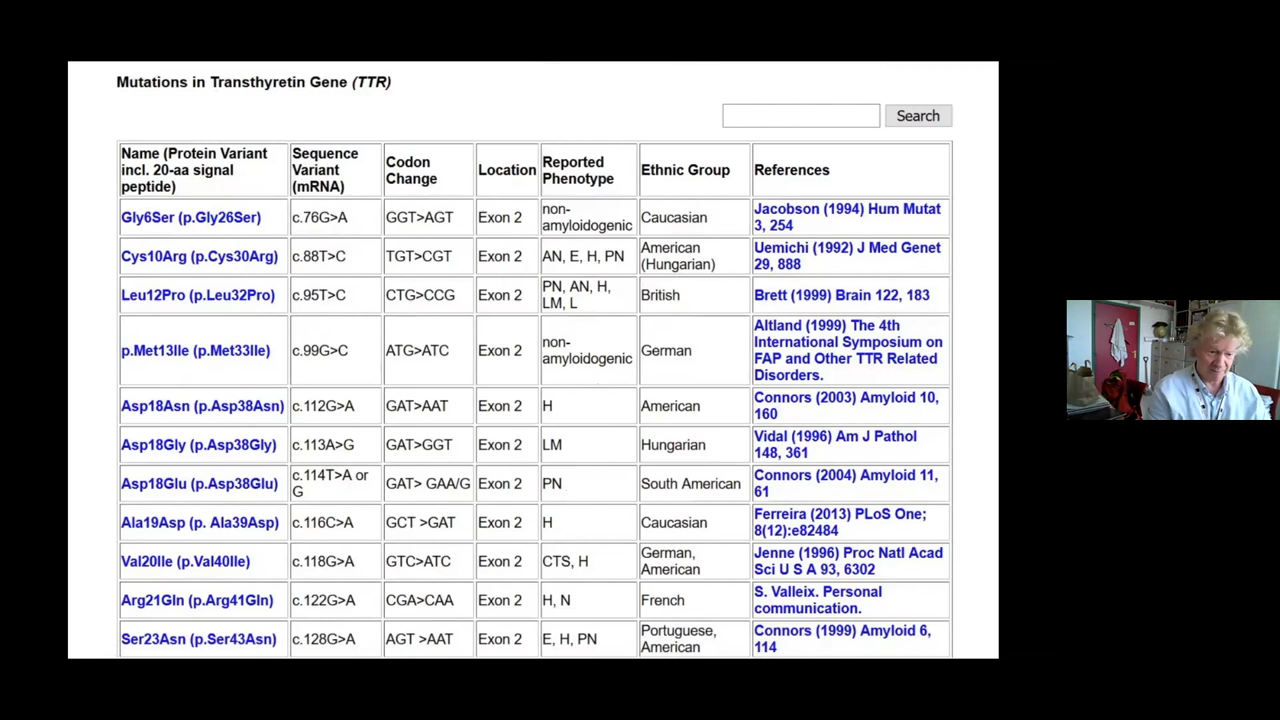 Mutations in Transthyretin Gene (TTR)
Search
Name (Protein Variant incl. 20-aa signal peptide) Sequence Variant (mRNA) Codon Change Location Reported Phenotype Ethnic Group References
Gly6Ser (p.Gly26Ser) c.76G>A GGT>AGT Exon 2 non-amyloidogenic Caucasian Jacobson (1994) Hum Mutat 3, 254
Cys10Arg (p.Cys30Arg) c.88T>C TGT>CGT Exon 2 AN, E, H, PN American (Hungarian) Uemichi (1992) J Med Genet 29, 888
Leu12Pro (p.Leu32Pro) c.95T>C CTG>CCG Exon 2 PN, AN, H, LM, L British Brett (1999) Brain 122, 183
p.Met13Ile (p.Met33Ile) c.99G>C ATG>ATC Exon 2 non-amyloidogenic German Altland (1999) The 4th International Symposium on FAP and Other TTR Related Disorders.
Asp18Asn (p.Asp38Asn) c.112G>A GAT>AAT Exon 2 H American Connors (2003) Amyloid 10, 160
Asp18Gly (p.Asp38Gly) c.113A>G GAT>GGT Exon 2 LM Hungarian Vidal (1996) Am J Pathol 148, 361
Asp18Glu (p.Asp38Glu) c.114T>A or G GAT> GAA/G Exon 2 PN South American Connors (2004) Amyloid 11, 61
Ala19Asp (p. Ala39Asp) c.116C>A GCT >GAT Exon 2 H Caucasian Ferreira (2013) PLoS One; 8(12):e82484
Val20Ile (p.Val40Ile) c.118G>A GTC>ATC Exon 2 CTS, H German, American Jenne (1996) Proc Natl Acad Sci U S A 93, 6302
Arg21Gln (p.Arg41Gln) c.122G>A CGA>CAA Exon 2 H, N French S. Valleix. Personal communication.
Ser23Asn (p.Ser43Asn) c.128G>A AGT >AAT Exon 2 E, H, PN Portuguese, American Connors (1999) Amyloid 6, 114